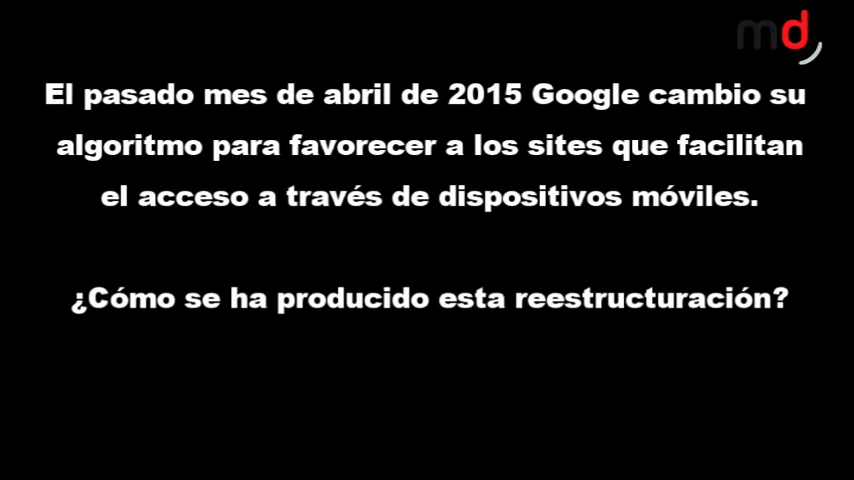 md
El pasado mes de abril de 2015 Google cambio su
algoritmo para favorecer a los sites que facilitan
el acceso a través de dispositivos móviles.
¿Cómo se ha producido esta reestructuración?